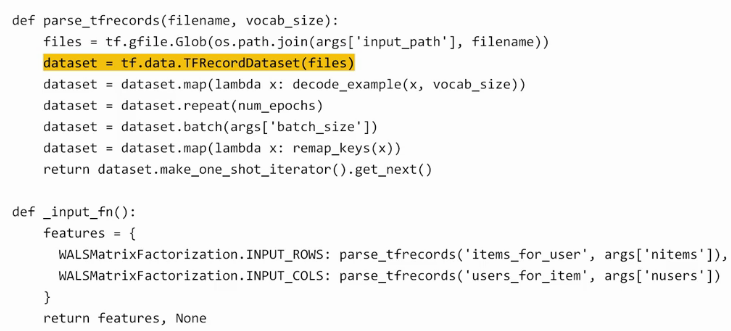 def parse_tfrecords(filename, vocab_size):
    files = tf.gfile.Glob(os.path.join(args['input_path'], filename))
    dataset = tf.data.TFRecordDataset(files)
    dataset = dataset.map(lambda x: decode_example(x, vocab_size))
    dataset = dataset.repeat(num_epochs)
    dataset = dataset.batch(args['batch_size'])
    dataset = dataset.map(lambda x: remap_keys(x))
    return dataset.make_one_shot_iterator().get_next()

def _input_fn():
    features = {
      WALSMatrixFactorization.INPUT_ROWS: parse_tfrecords('items_for_user', args['nitems']),
      WALSMatrixFactorization.INPUT_COLS: parse_tfrecords('users_for_item', args['nusers'])
    }
    return features, None